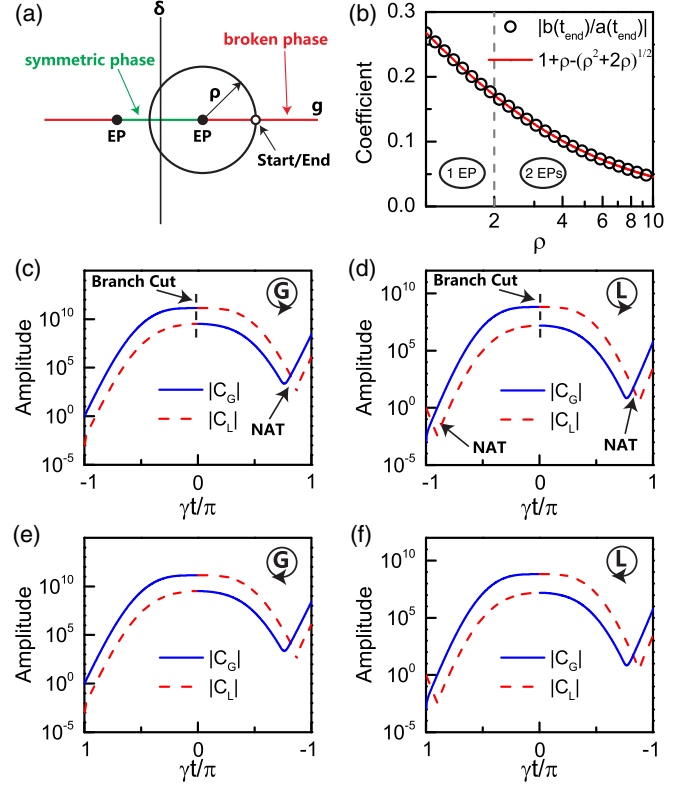 (a)
δ
broken phase
symmetric phase
ρ
g
EP
EP
Start/End
(b)
0.3
0.2
0.1
0.0
Coefficient
|b(t_end)/a(t_end)|
1+ρ-(ρ²+2ρ)^1/2
1 EP
2 EPs
2
4
6
8
10
ρ
(c)
Branch Cut
G
10^10
10^5
10^0
10^-5
Amplitude
|C_G|
|C_L|
NAT
-1
0
1
γt/π
(d)
Branch Cut
L
10^10
10^5
10^0
10^-5
Amplitude
|C_G|
|C_L|
NAT
NAT
-1
0
1
γt/π
(e)
G
10^10
10^5
10^0
10^-5
Amplitude
|C_G|
|C_L|
1
0
-1
γt/π
(f)
L
10^10
10^5
10^0
10^-5
Amplitude
|C_G|
|C_L|
1
0
-1
γt/π